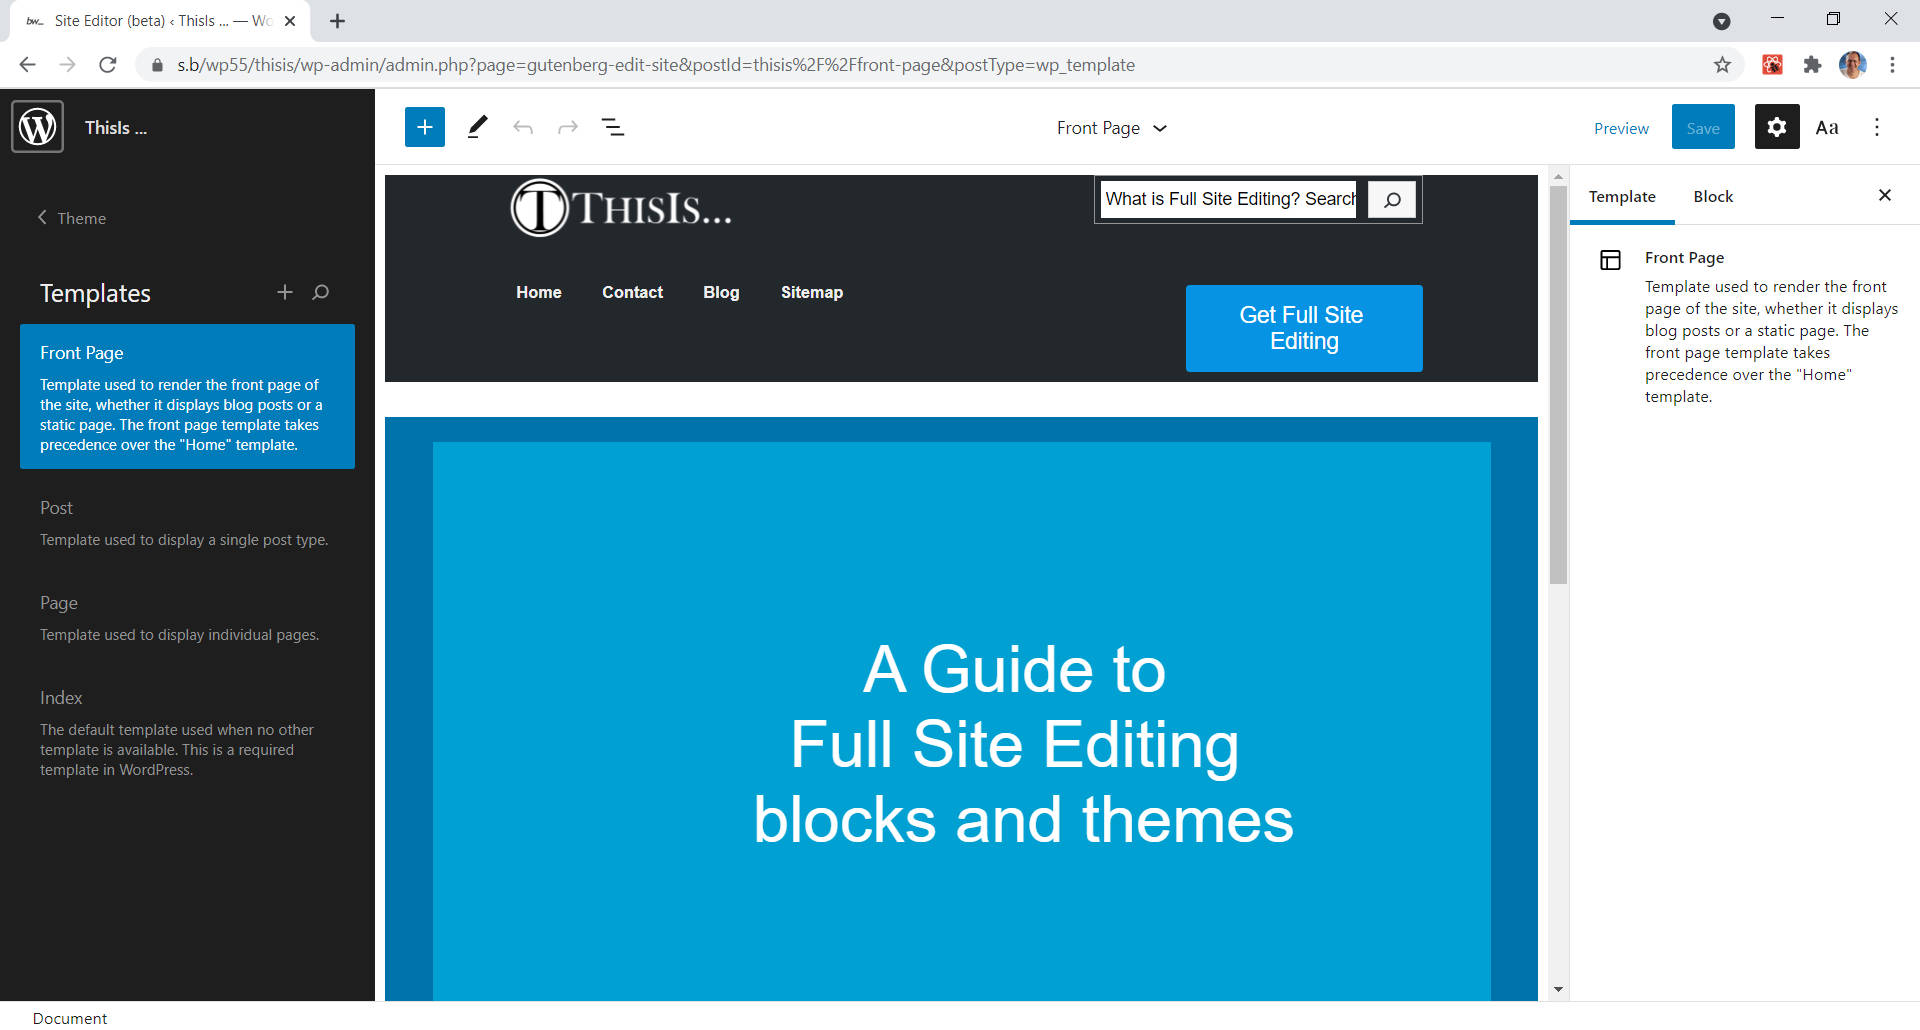 bw_ Site Editor (beta) ‹ ThisIs ... — Wo
s.b/wp55/thisis/wp-admin/admin.php?page=gutenberg-edit-site&postId=thisis%2F%2Ffront-page&postType=wp_template
ThisIs ...
Front Page
Preview
Save
Aa
Theme
Templates
Front Page
Template used to render the front page of
the site, whether it displays blog posts or a
static page. The front page template takes
precedence over the "Home" template.
Post
Template used to display a single post type.
Page
Template used to display individual pages.
Index
The default template used when no other
template is available. This is a required
template in WordPress.
T THISIS...
What is Full Site Editing? Search
Home Contact Blog Sitemap
Get Full Site
Editing
A Guide to
Full Site Editing
blocks and themes
Template Block
Front Page
Template used to render the front
page of the site, whether it displays
blog posts or a static page. The
front page template takes
precedence over the "Home"
template.
Document